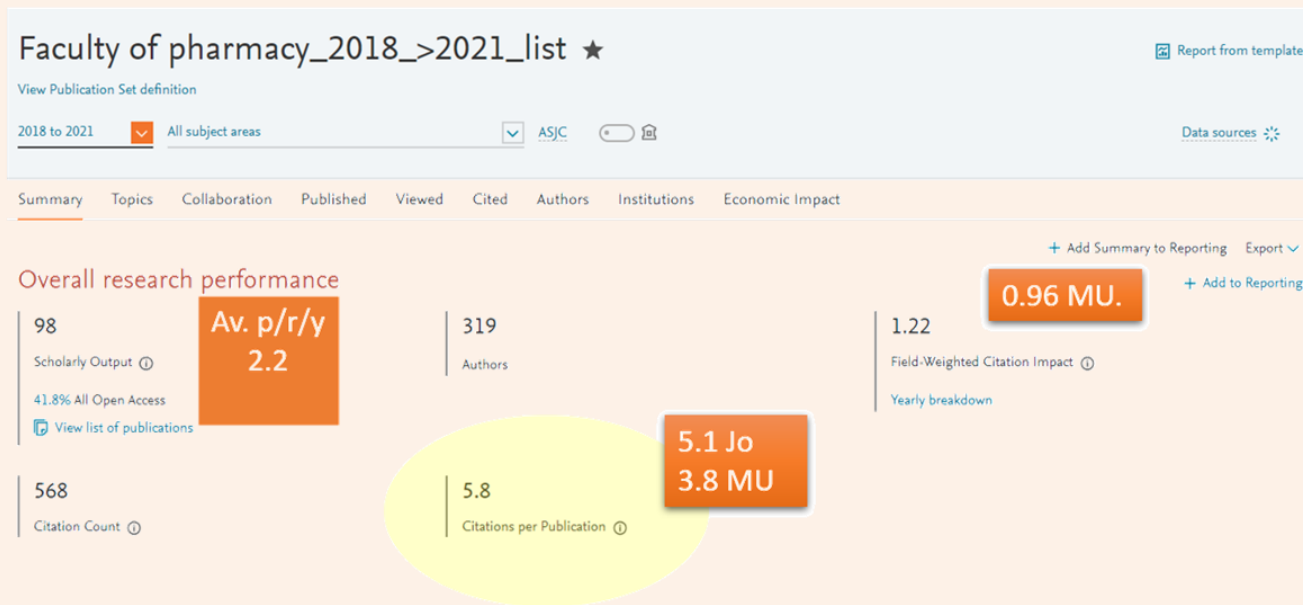 Faculty of pharmacy_2018_>2021_list ★
Report from template
View Publication Set definition
2018 to 2021
All subject areas
ASJC
Data sources
Summary Topics Collaboration Published Viewed Cited Authors Institutions Economic Impact
+ Add Summary to Reporting Export
Overall research performance
+ Add to Reporting
98
Scholarly Output
41.8% All Open Access
View list of publications
Av. p/r/y
2.2
319
Authors
1.22
Field-Weighted Citation Impact
Yearly breakdown
0.96 MU.
568
Citation Count
5.8
Citations per Publication
5.1 Jo
3.8 MU